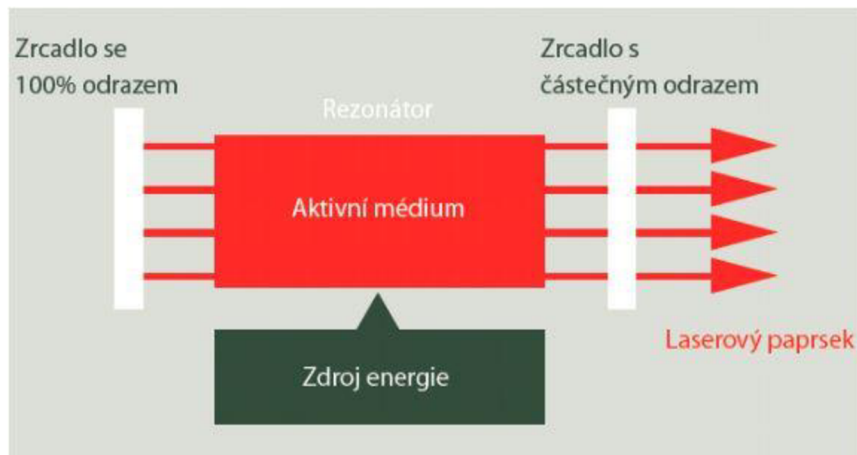 Zrcadlo se
100% odrazem
Zrcadlo s
částečným odrazem
Rezonátor
Aktivní médium
Zdroj energie
Laserový paprsek